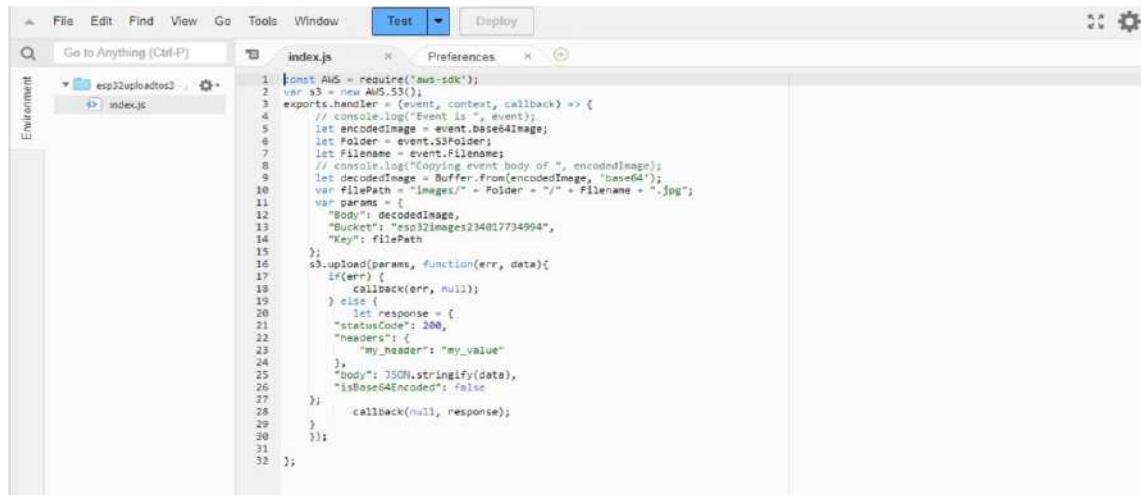 File Edit Find View Go Tools Window Test Deploy
Go to Anything (Ctrl-P)
index.js × Preferences ×
Environment
esp32uploadtos3 -
index.js
1 const AWS = require('aws-sdk');
2 var s3 = new AWS.S3();
3 exports.handler = (event, context, callback) => {
4 // console.log("Event is ", event);
5 let encodedImage = event.base64Image;
6 let Folder = event.S3Folder;
7 let Filename = event.Filename;
8 // console.log("Copying event body of ", encodedImage);
9 let decodedImage = Buffer.from(encodedImage, 'base64');
10 var filePath = "images/" + Folder + "/" + Filename + ".jpg";
11 var params = {
12 "Body": decodedImage,
13 "Bucket": "esp32images234017734994",
14 "Key": filePath
15 };
16 s3.upload(params, function(err, data){
17 if(err) {
18 callback(err, null);
19 } else {
20 let response = {
21 "statusCode": 200,
22 "headers": {
23 "my_header": "my_value"
24 },
25 "body": JSON.stringify(data),
26 "isBase64Encoded": false
27 };
28 callback(null, response);
29 }
30 });
31
32 };